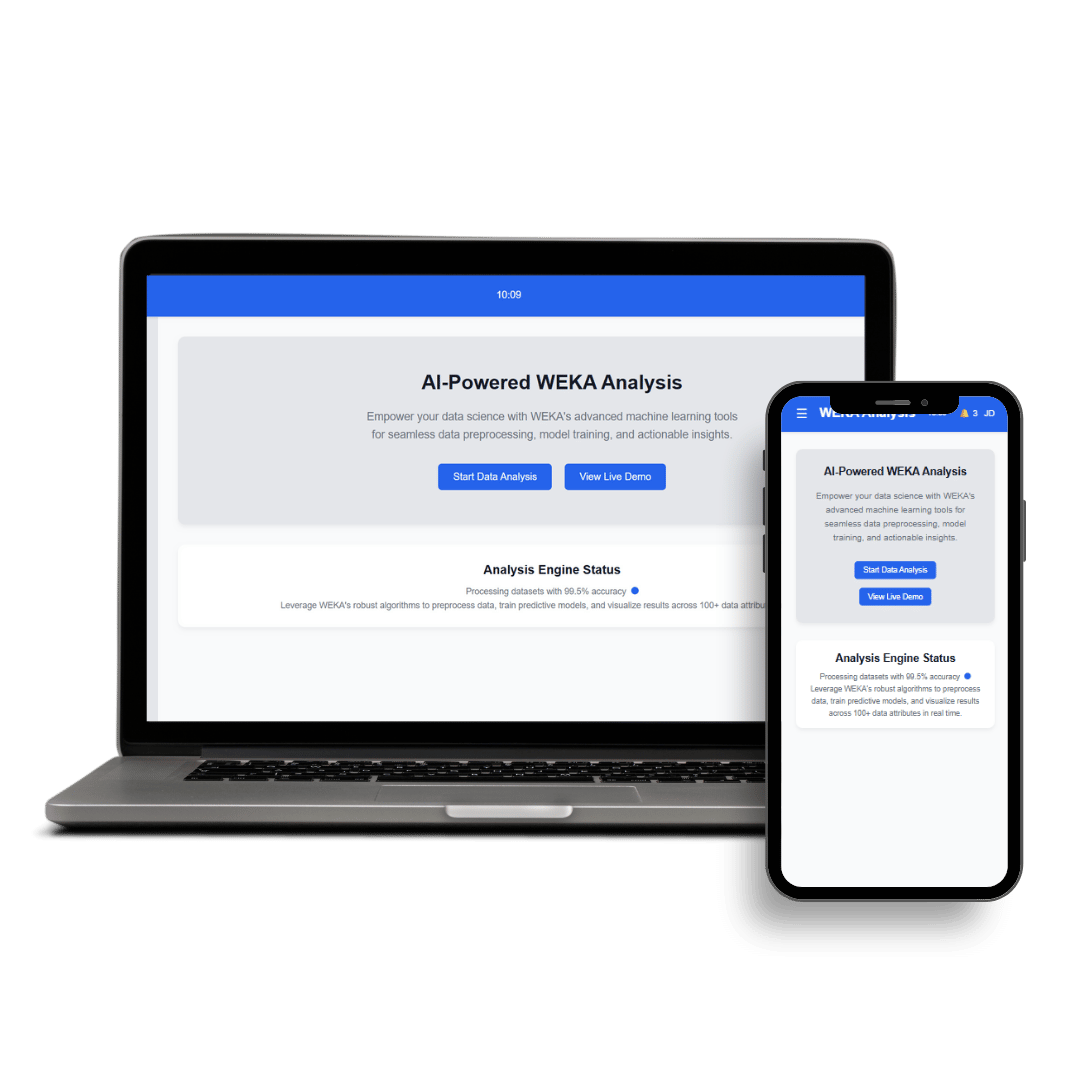 10:09
AI-Powered WEKA Analysis
Empower your data science with WEKA's advanced machine learning tools
for seamless data preprocessing, model training, and actionable insights.
Start Data Analysis
View Live Demo
Analysis Engine Status
Processing datasets with 99.5% accuracy
Leverage WEKA's robust algorithms to preprocess data, train predictive models, and visualize results across 100+ data
☰ WEKA Analysis
3 JD
AI-Powered WEKA Analysis
Empower your data science with WEKA's
advanced machine learning tools for
seamless data preprocessing, model
training, and actionable insights.
Start Data Analysis
View Live Demo
Analysis Engine Status
Processing datasets with 99.5% accuracy
Leverage WEKA's robust algorithms to preprocess
data, train predictive models, and visualize results
across 100+ data attributes in real time.